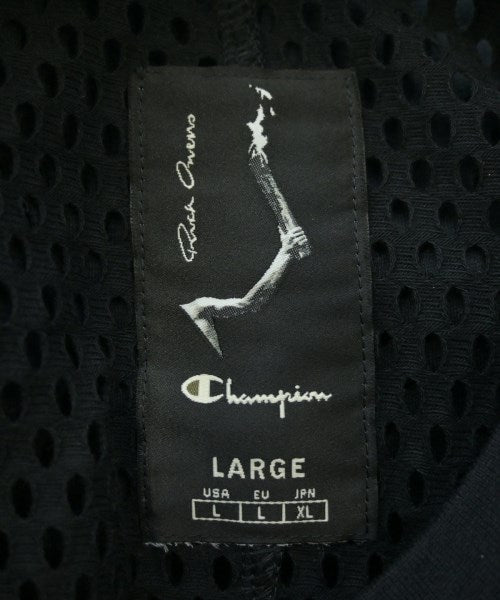 Rick Owens
Champion
LARGE
USA EU JPN
L L XL